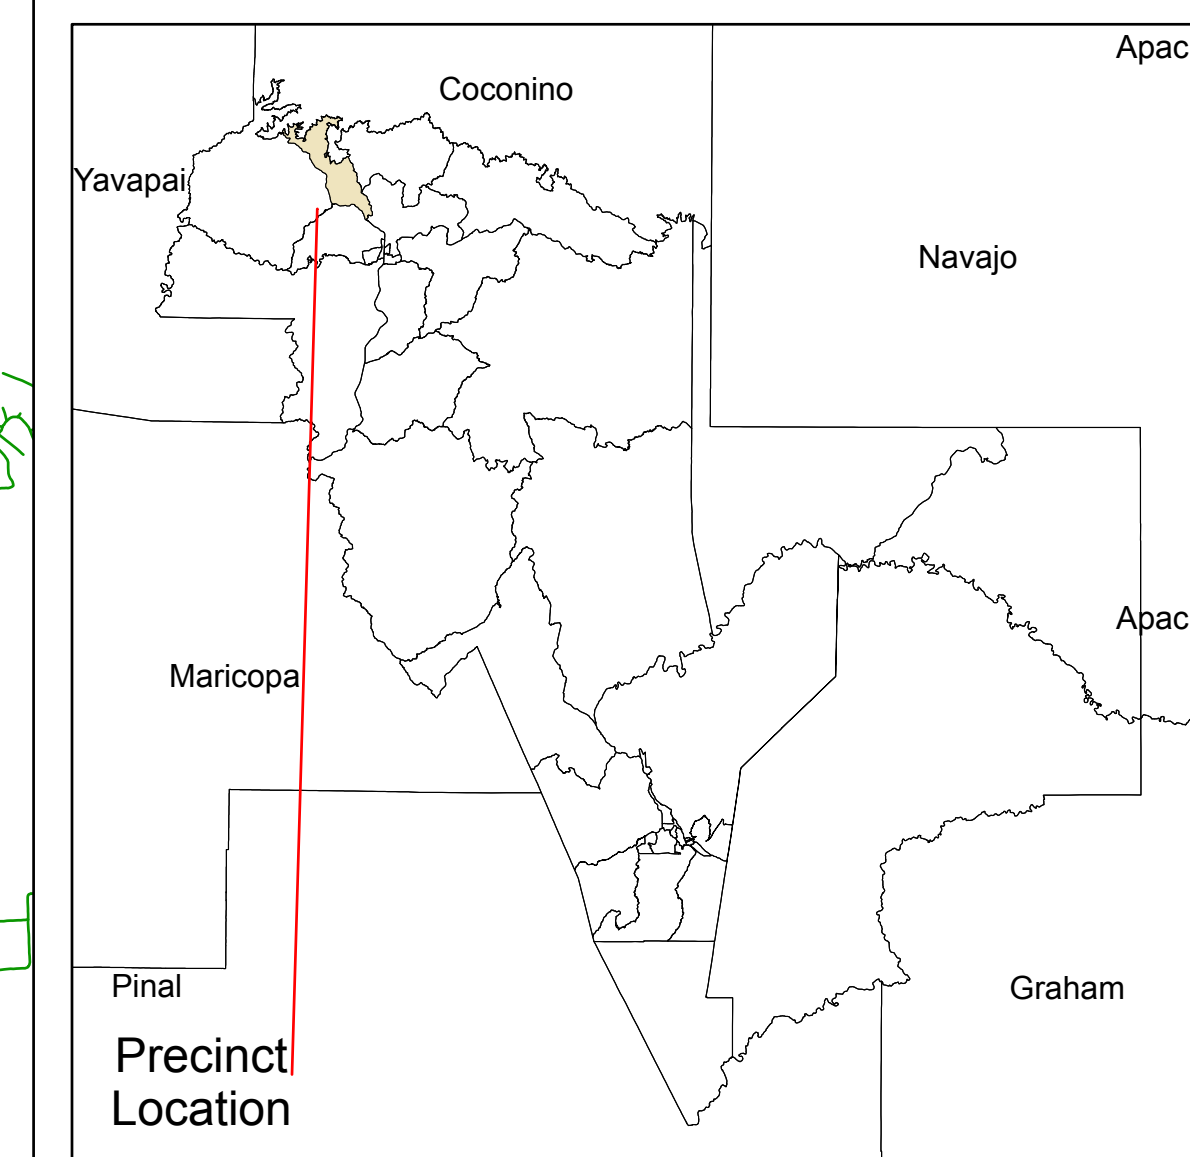 Apac
Coconino
Yavapai
Navajo
Apac
Maricopa
Pinal
Graham
Precinct
Location